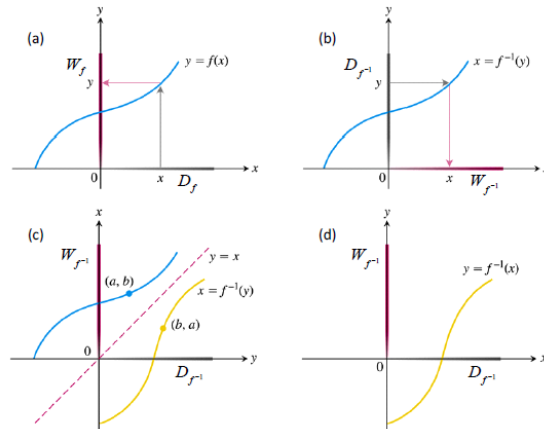 (a)
y
W_f
y = f(x)
y
0
x
D_f
x
(b)
y
D_{f^{-1}}
x = f^{-1}(y)
y
0
x
W_{f^{-1}}
x
(c)
x
W_{f^{-1}}
y = x
(a, b)
x = f^{-1}(y)
(b, a)
0
y
D_{f^{-1}}
(d)
y
W_{f^{-1}}
y = f^{-1}(x)
0
D_{f^{-1}}
x